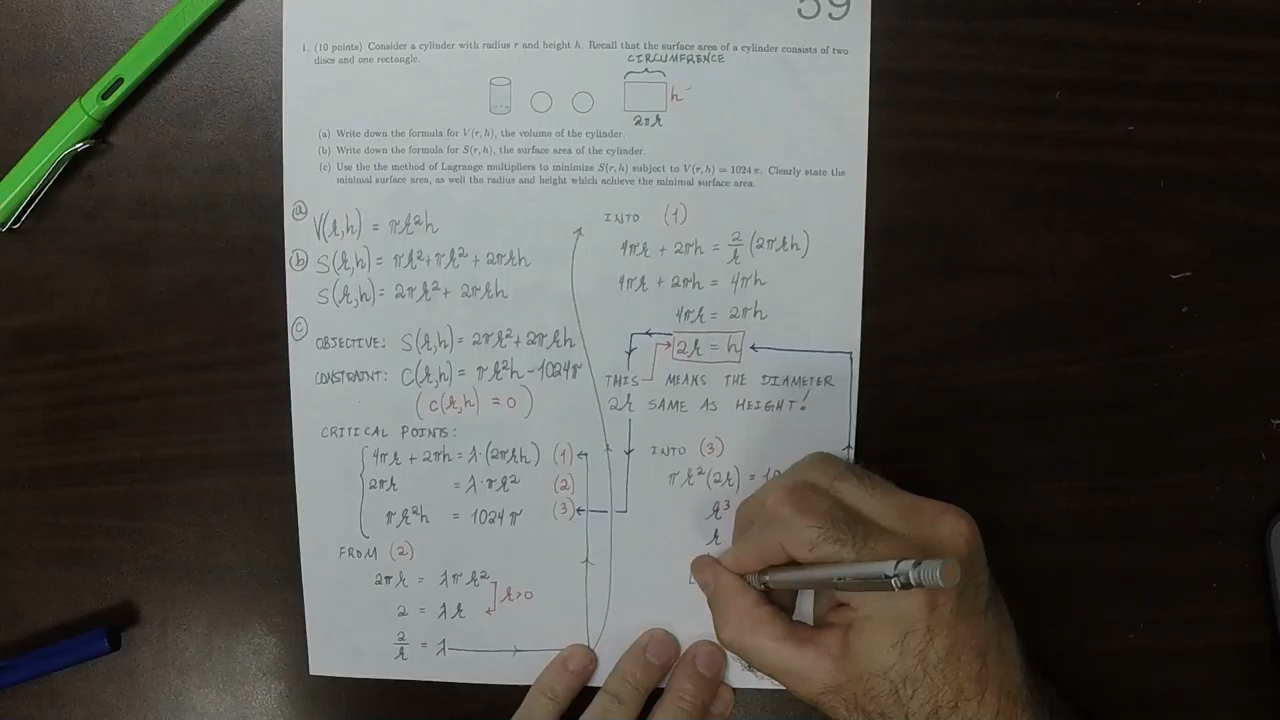 59
1. (10 points) Consider a cylinder with radius r and height h. Recall that the surface area of a cylinder consists of two
discs and one rectangle.
CIRCUMFRENCE
h
2πr
(a) Write down the formula for V(r, h), the volume of the cylinder.
(b) Write down the formula for S(r, h), the surface area of the cylinder.
(c) Use the the method of Lagrange multipliers to minimize S(r, h) subject to V(r, h) = 1024 π. Clearly state the
minimal surface area, as well the radius and height which achieve the minimal surface area.
(a) V(r,h) = πr²h
(b) S(r,h) = πr²+πr² + 2πrh
S(r,h) = 2πr² + 2πrh
(c) OBJECTIVE: S(r,h) = 2πr²+2πrh
CONSTRAINT: C(r,h) = πr²h - 1024π
(C(r,h) = 0)
CRITICAL POINTS:
4πr + 2πh = λ·(2πrh) (1)
2πr = λ·πr² (2)
πr²h = 1024π (3)
FROM (2)
2πr = λπr²
2 = λr
r>0
2/r = λ
INTO (1)
4πr + 2πh = 2/r (2πrh)
4πr + 2πh = 4πh
4πr = 2πh
2r = h
THIS MEANS THE DIAMETER
2r SAME AS HEIGHT!
INTO (3)
πr²(2r) = 10
r³
r